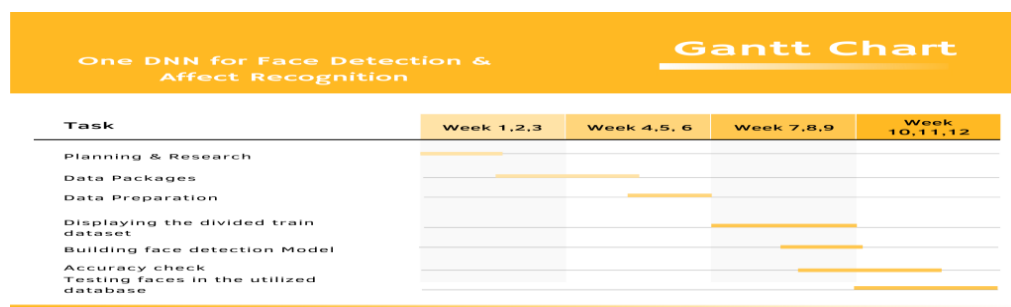 One DNN for Face Detection &
Affect Recognition
Gantt Chart
Task
Week 1,2,3
Week 4,5, 6
Week 7,8,9
Week
10,11,12
Planning & Research
Data Packages
Data Preparation
Displaying the divided train
dataset
Building face detection Model
Accuracy check
Testing faces in the utilized
database